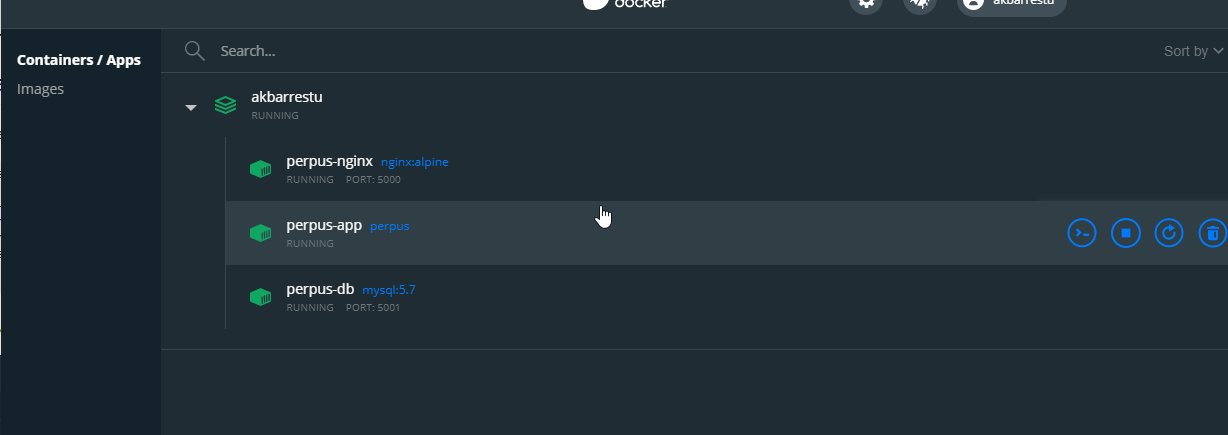 docker
akbarrestu
Containers / Apps
Images
Search...
Sort by
akbarrestu
RUNNING
perpus-nginx nginx:alpine
RUNNING PORT: 5000
perpus-app perpus
RUNNING
perpus-db mysql:5.7
RUNNING PORT: 5001